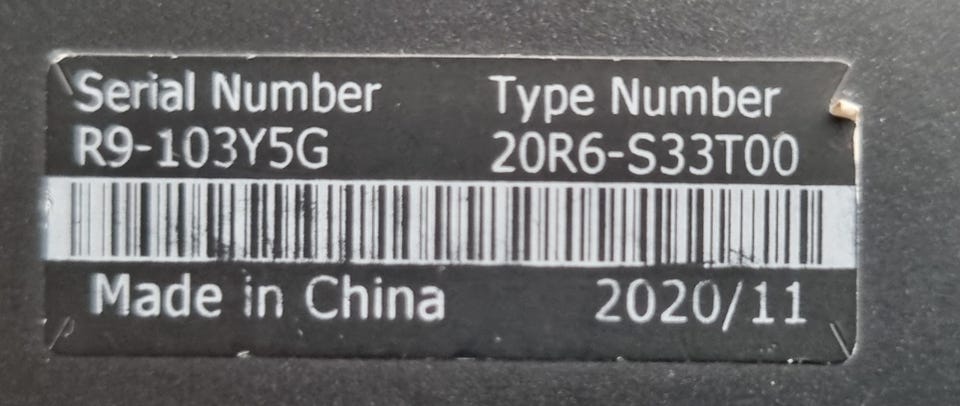 Serial Number Type Number
R9-103Y5G 20R6-S33T00
Made in China 2020/11